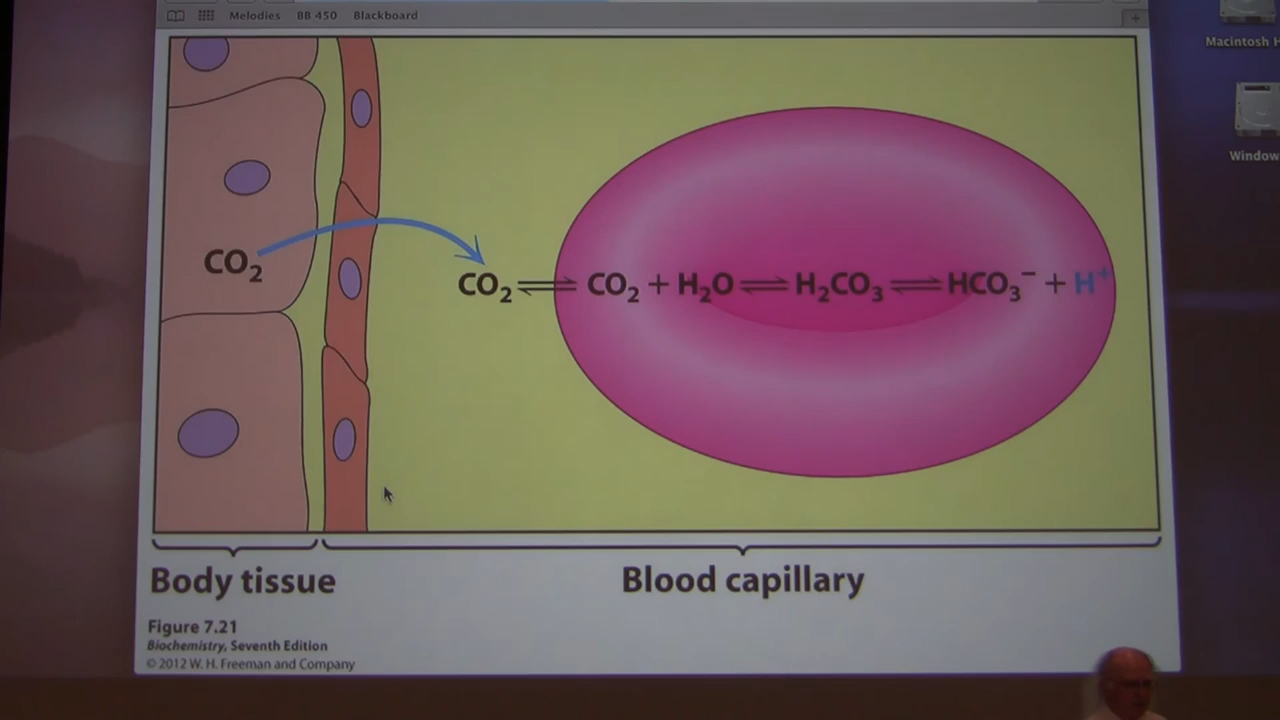 Melodies BB 450 Blackboard
Macintosh H
Window
CO₂
CO₂ ⇌ CO₂ + H₂O ⇌ H₂CO₃ ⇌ HCO₃⁻ + H⁺
Body tissue
Blood capillary
Figure 7.21
Biochemistry, Seventh Edition
© 2012 W. H. Freeman and Company